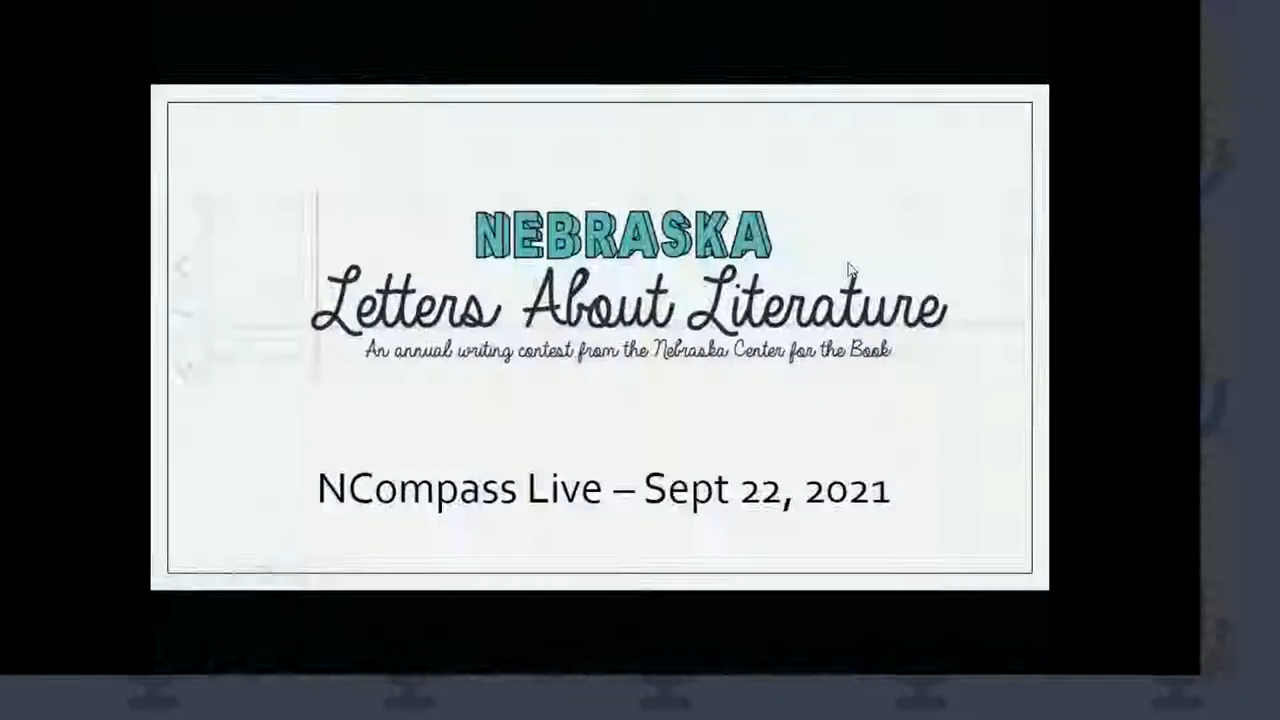 NEBRASKA
Letters About Literature
An annual writing contest from the Nebraska Center for the Book
NCompass Live – Sept 22, 2021